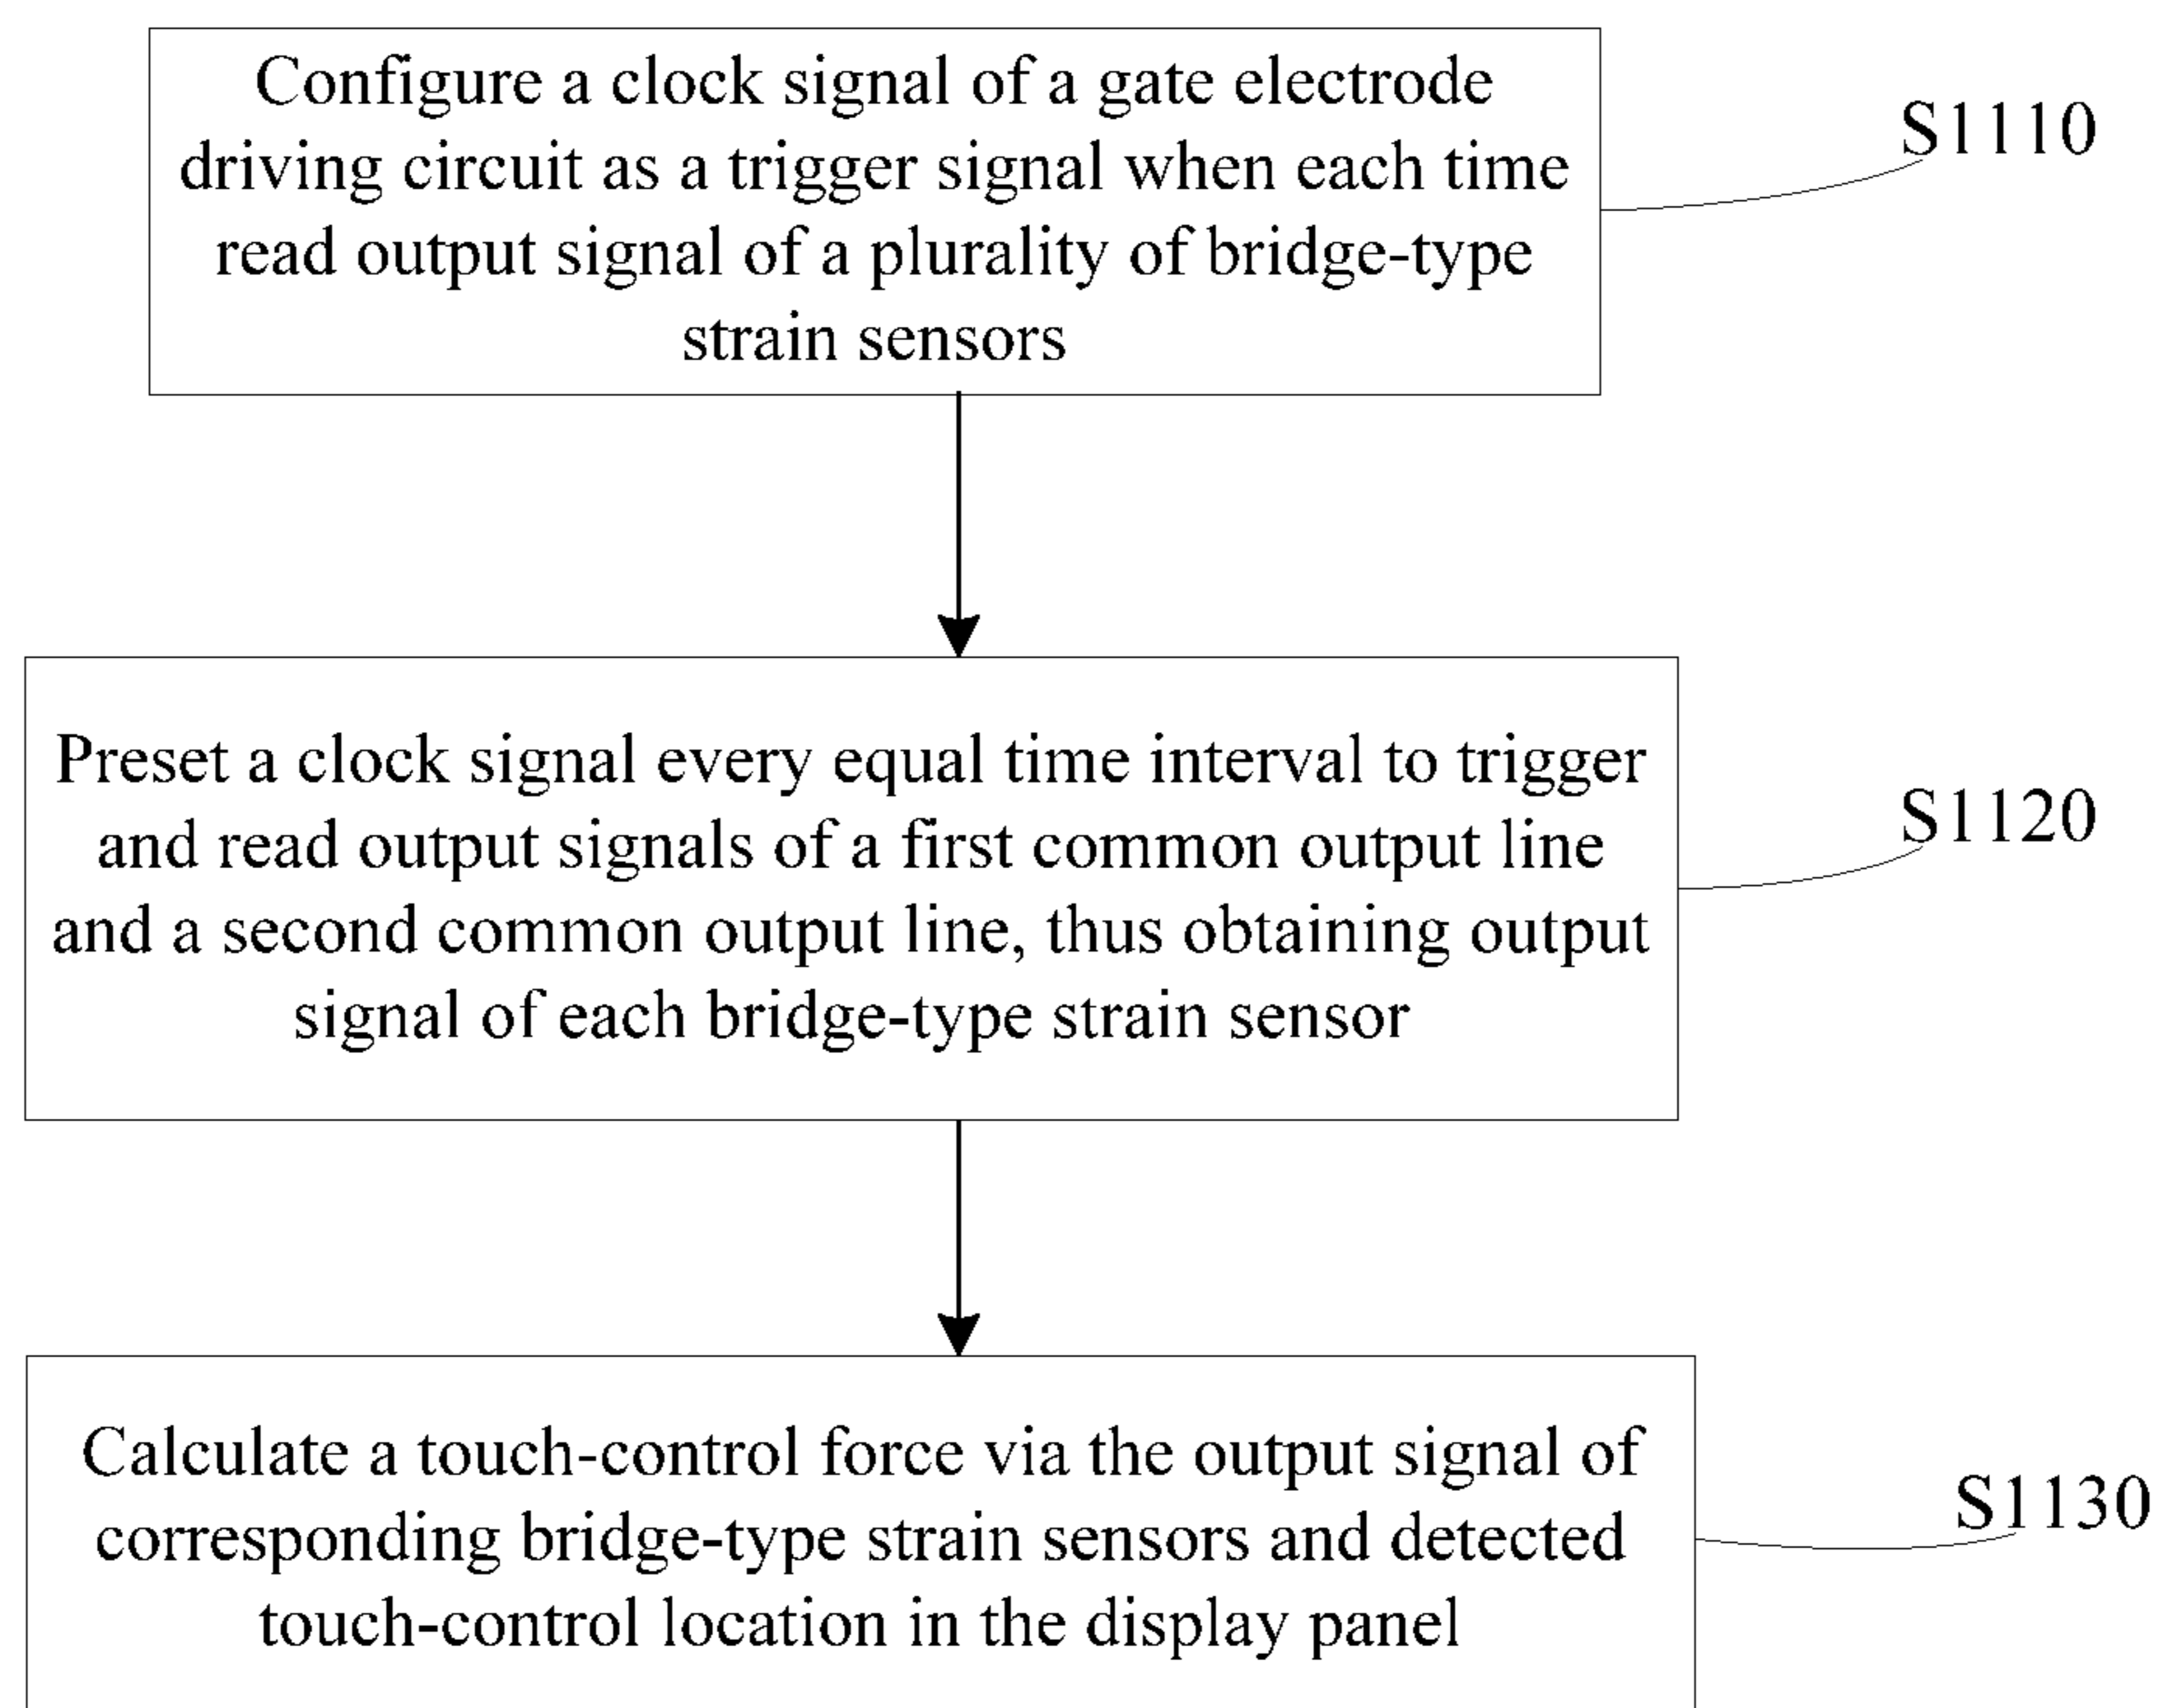 Configure a clock signal of a gate electrode
driving circuit as a trigger signal when each time
read output signal of a plurality of bridge-type
strain sensors
S1110
Preset a clock signal every equal time interval to trigger
and read output signals of a first common output line
and a second common output line, thus obtaining output
signal of each bridge-type strain sensor
S1120
Calculate a touch-control force via the output signal of
corresponding bridge-type strain sensors and detected
touch-control location in the display panel
S1130